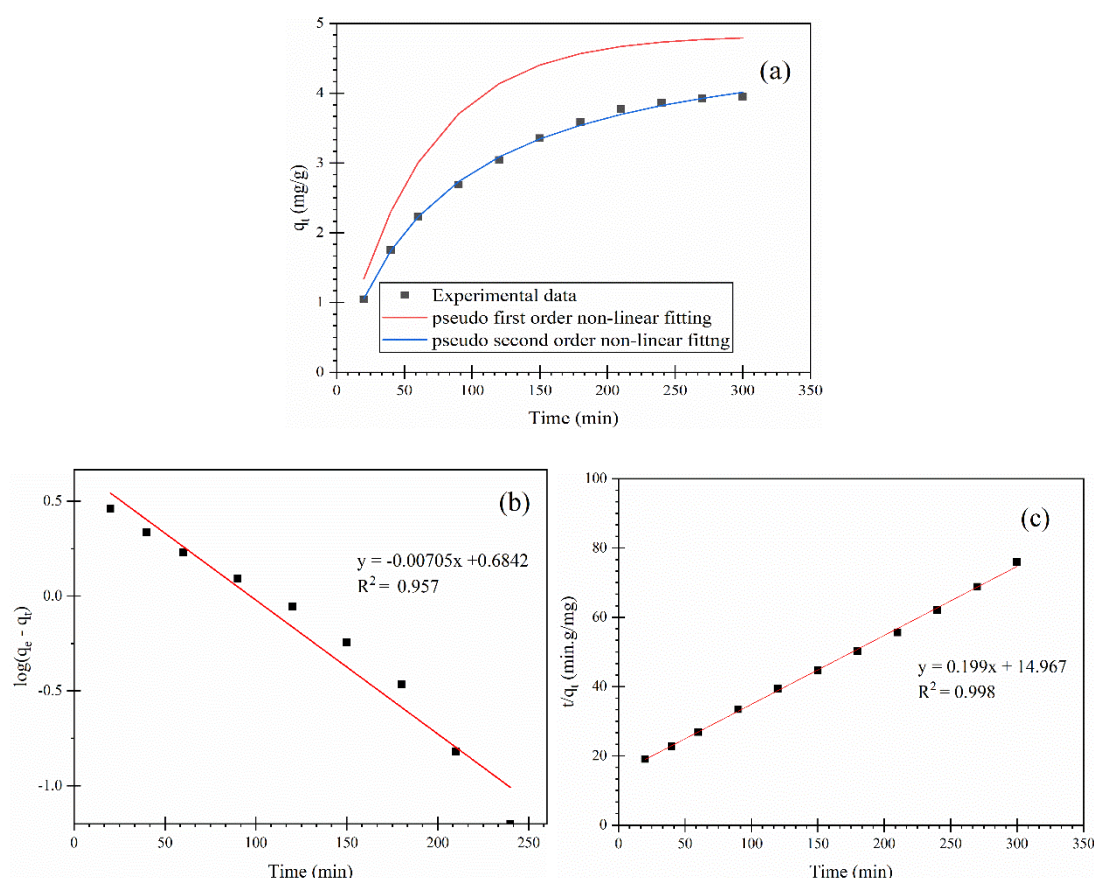 5
4
3
2
1
0
q_t (mg/g)
(a)
Experimental data
pseudo first order non-linear fitting
pseudo second order non-linear fittng
0 50 100 150 200 250 300 350
Time (min)
0.5
0.0
-0.5
-1.0
log(q_e - q_t)
(b)
y = -0.00705x +0.6842
R² = 0.957
0 50 100 150 200 250
Time (min)
100
80
60
40
20
0
t/q_t (min.g/mg)
(c)
y = 0.199x + 14.967
R² = 0.998
0 50 100 150 200 250 300 350
Time (min)